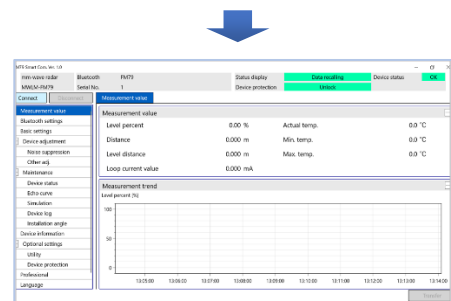 MTR Smart Com. Ver. 1.0
mm wave radar Bluetooth FM79 Status display Data recalling Device status OK
MWLM-FM79 Serial No. 1 Device protection Unlock
Connect Disconnect Measurement value
Measurement value
Bluetooth settings
Basic settings
Device adjustment
Noise suppression
Other adj.
Maintenance
Device status
Echo curve
Simulation
Device log
Installation angle
Device information
Optional settings
Utility
Device protection
Professional
Language
Measurement value
Level percent 0.00 % Actual temp. 0.0 °C
Distance 0.000 m Min. temp. 0.0 °C
Level distance 0.000 m Max. temp. 0.0 °C
Loop current value 0.000 mA
Measurement trend
Level percent (%)
100
50
0
13:05:00 13:06:00 13:07:00 13:08:00 13:09:00 13:10:00 13:11:00 13:12:00 13:13:00 13:14:00
Transfer